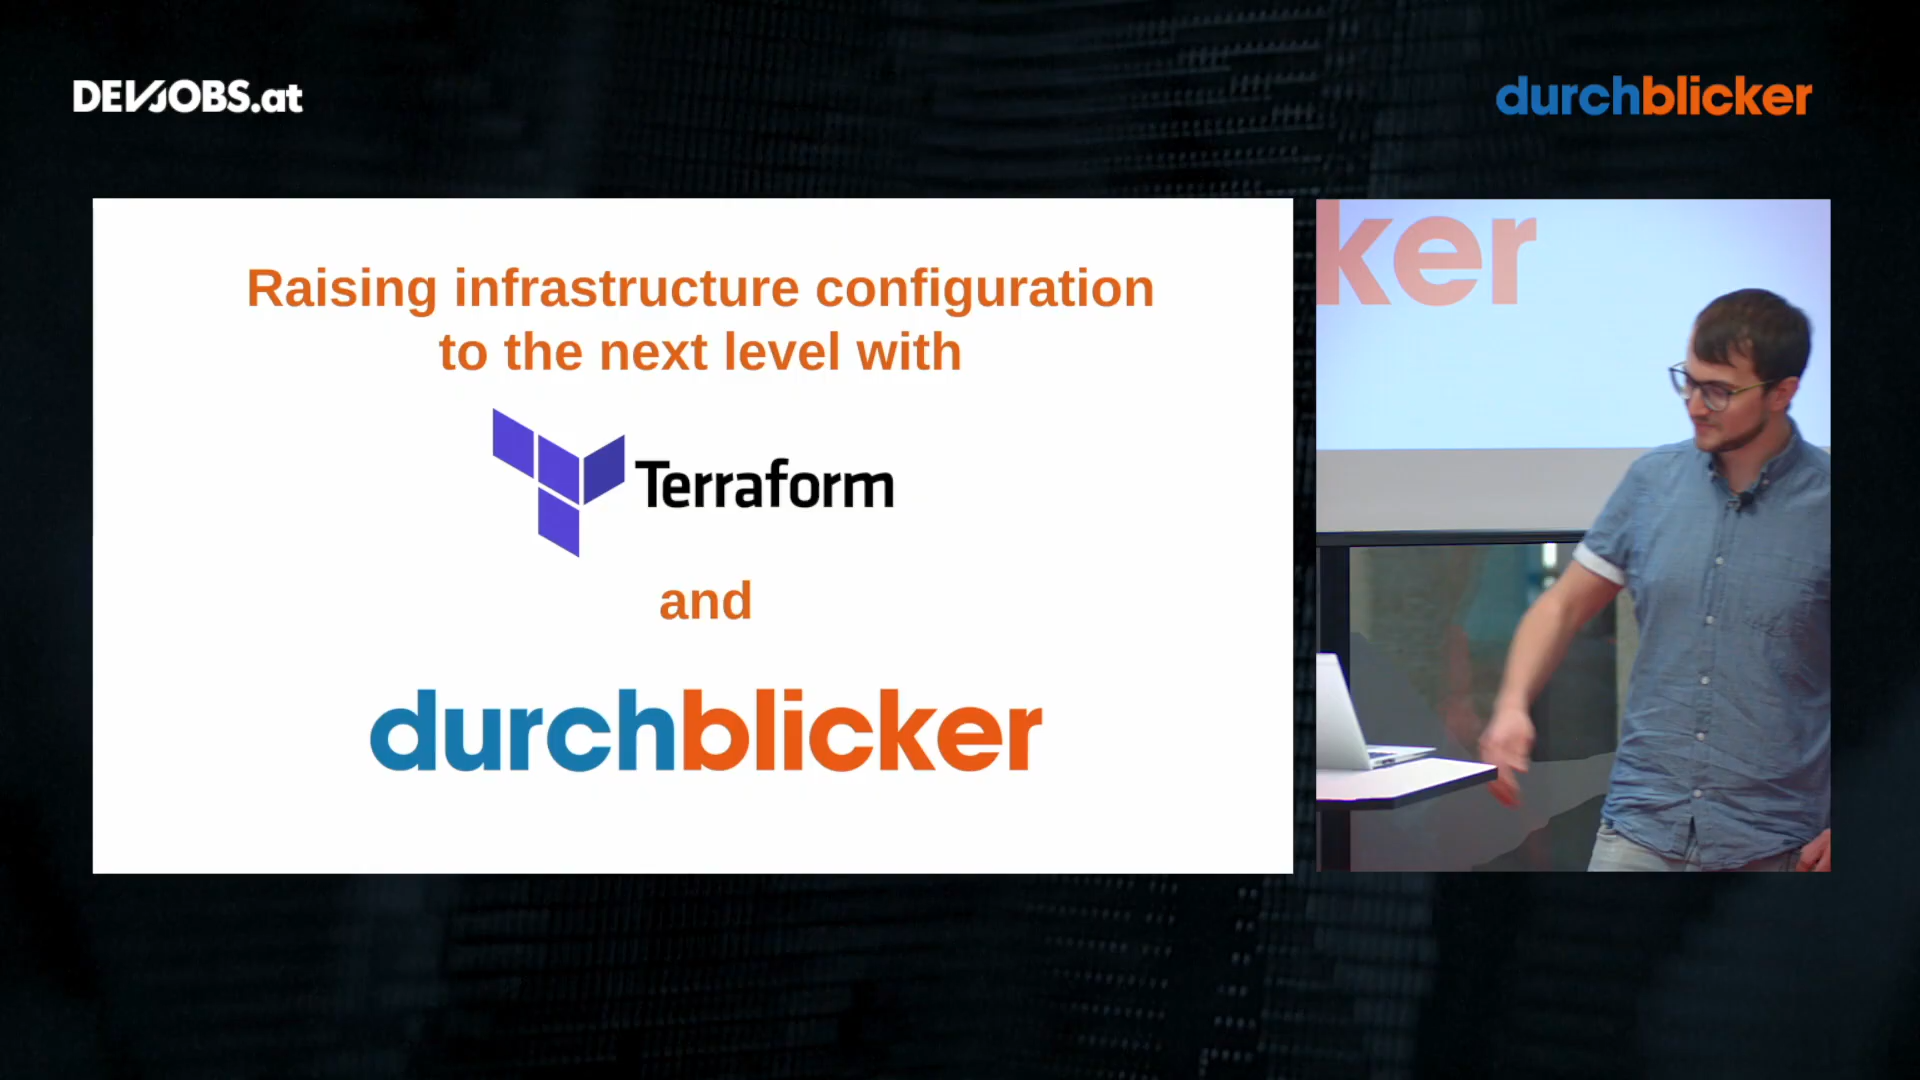 DEVJOBS.at
durchblicker
Raising infrastructure configuration
to the next level with
Terraform
and
durchblicker
ker